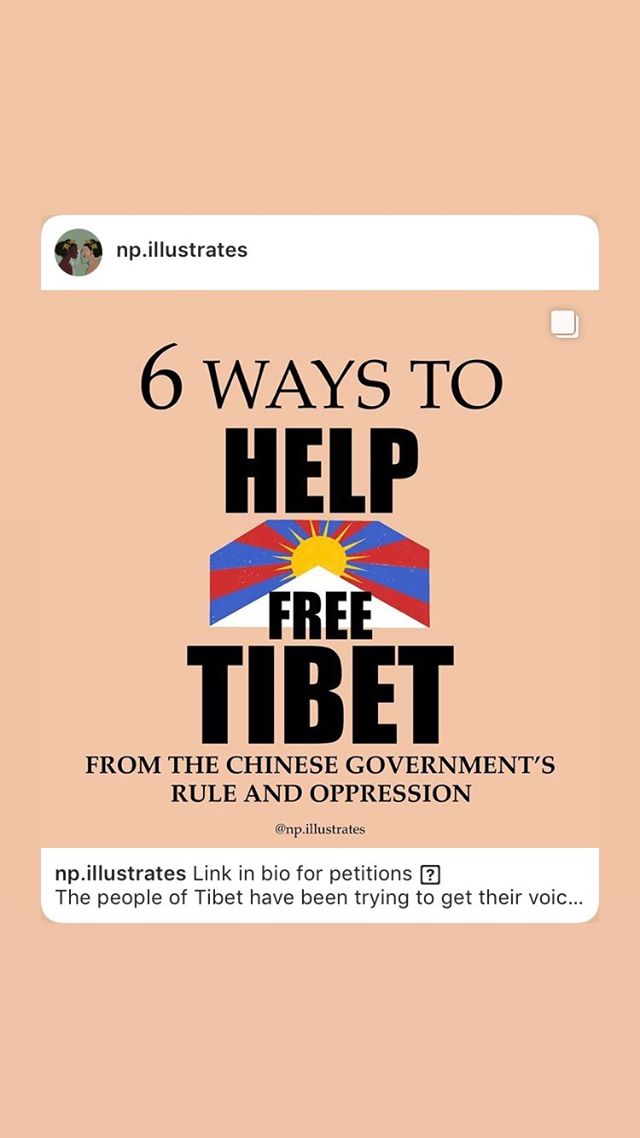 np.illustrates
6 WAYS TO
HELP
FREE
TIBET
FROM THE CHINESE GOVERNMENT'S
RULE AND OPPRESSION
@np.illustrates
np.illustrates Link in bio for petitions
The people of Tibet have been trying to get their voic...